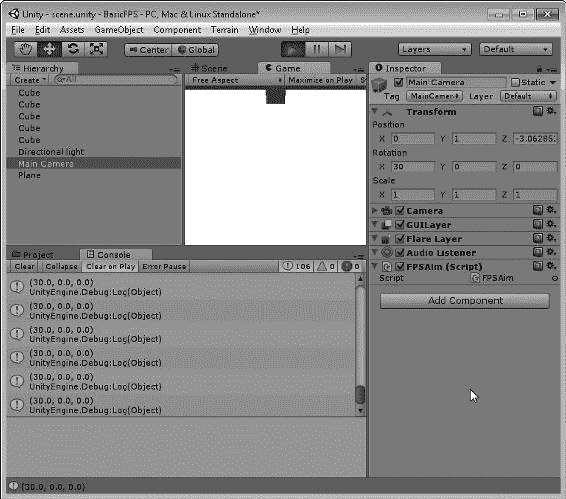 Unity - scene.unity - BasicFPS - PC, Mac & Linux Standalone*
File Edit Assets GameObject Component Terrain Window Help
Center Global Layers Default
Hierarchy
Create All
Cube
Cube
Cube
Cube
Cube
Directional light
Main Camera
Plane
Scene Game
Free Aspect Maximize on Play
Inspector
Main Camera Static
Tag MainCamer Layer Default
Transform
Position
X 0 Y 1 Z
Rotation
X 30 Y 0 Z 0
Scale
X 1 Y 1 Z 1
Camera
GUILayer
Flare Layer
Audio Listener
FPSAim (Script)
Script FPSAim
Add Component
Project Console
Clear Collapse Clear on Play Error Pause 106 0 0
(30.0, 0.0, 0.0)
UnityEngine.Debug:Log(Object)
(30.0, 0.0, 0.0)
UnityEngine.Debug:Log(Object)
(30.0, 0.0, 0.0)
UnityEngine.Debug:Log(Object)
(30.0, 0.0, 0.0)
UnityEngine.Debug:Log(Object)
(30.0, 0.0, 0.0)
UnityEngine.Debug:Log(Object)
(30.0, 0.0, 0.0)
UnityEngine.Debug:Log(Object)
(30.0, 0.0, 0.0)